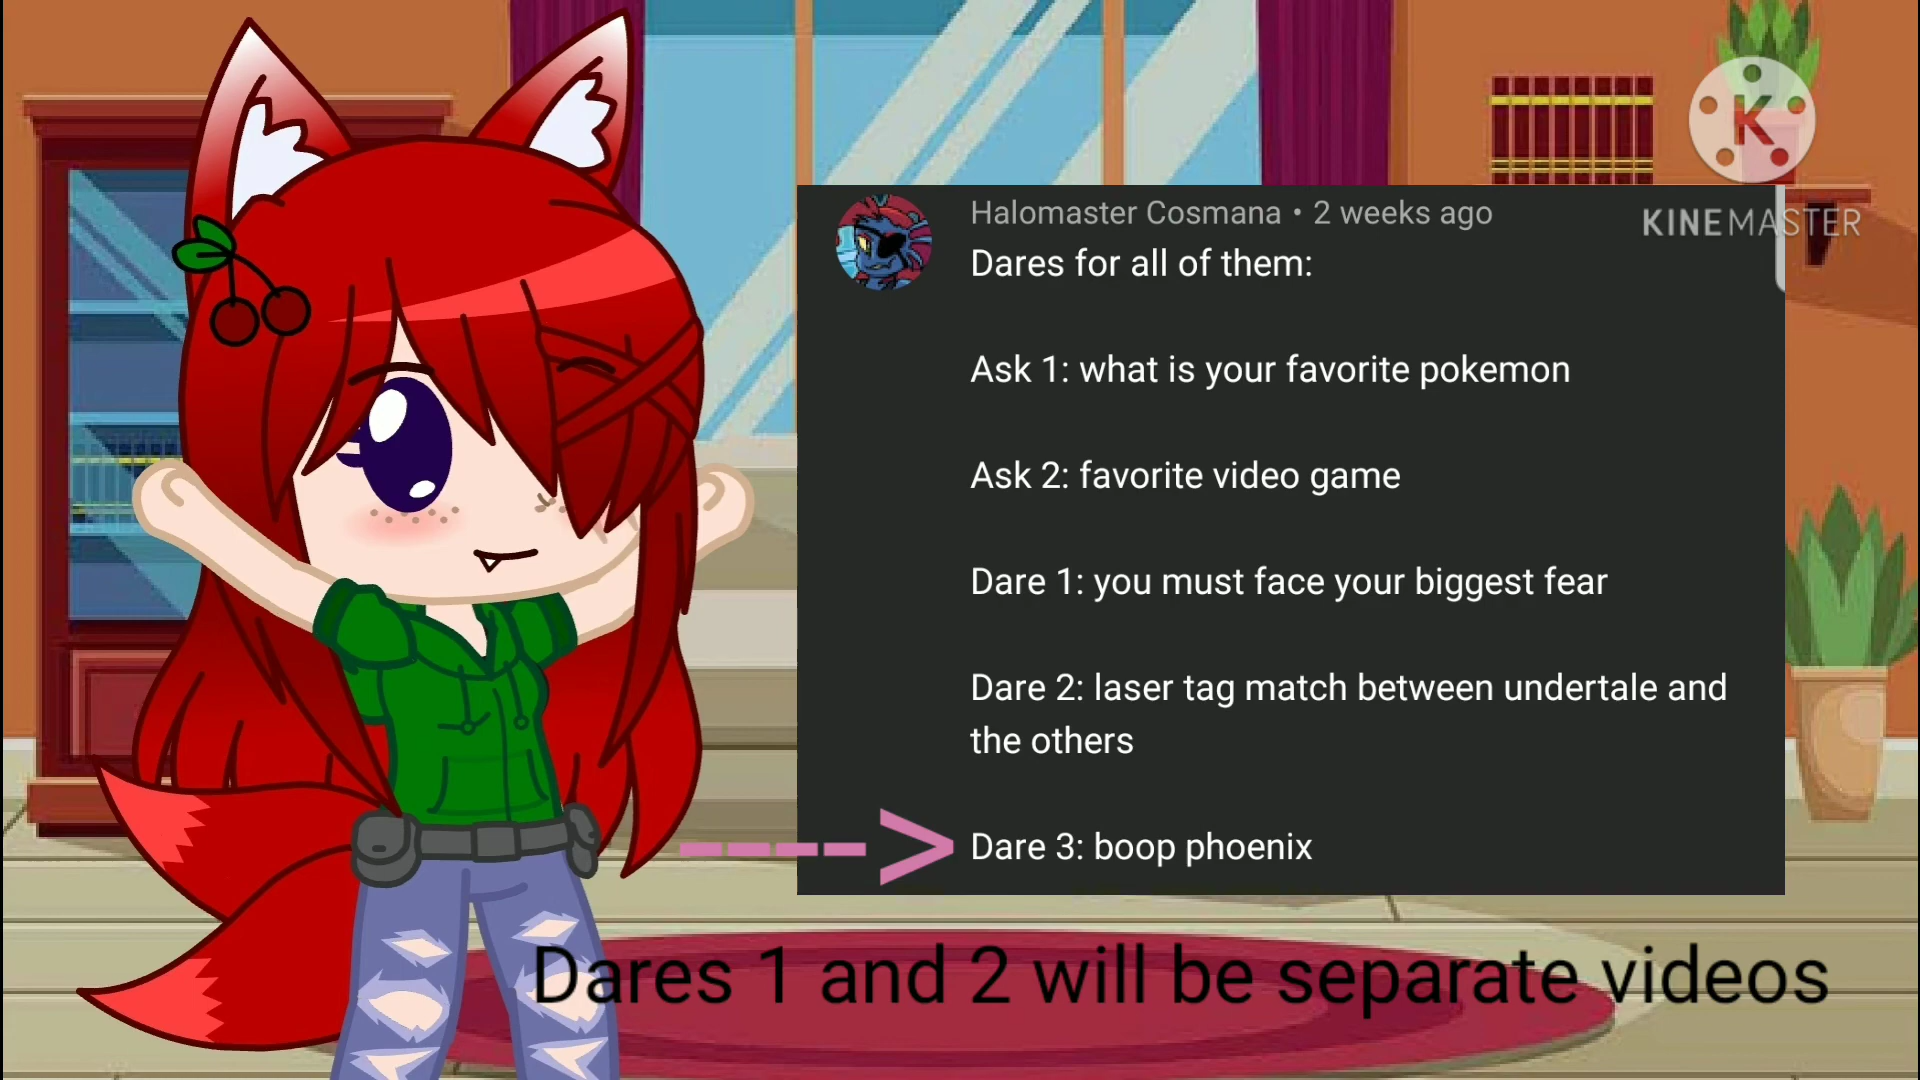 K
KINEMASTER
Halomaster Cosmana • 2 weeks ago
Dares for all of them:
Ask 1: what is your favorite pokemon
Ask 2: favorite video game
Dare 1: you must face your biggest fear
Dare 2: laser tag match between undertale and
the others
----> Dare 3: boop phoenix
Dares 1 and 2 will be separate videos